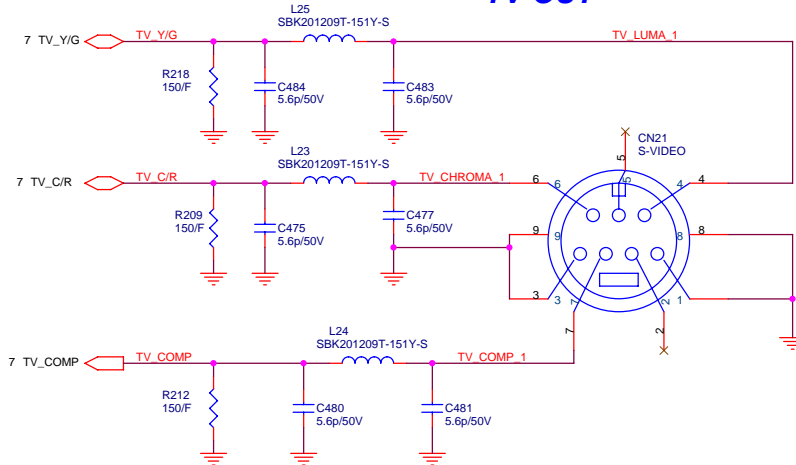 TV OUT
L25
SBK201209T-151Y-S
7 TV_Y/G
TV_Y/G
TV_LUMA_1
R218
150/F
C484
5.6p/50V
C483
5.6p/50V
CN21
S-VIDEO
L23
SBK201209T-151Y-S
5
5
7 TV_C/R
TV_C/R
TV_CHROMA_1
6
6
4
4
R209
150/F
C475
5.6p/50V
C477
5.6p/50V
9
9
8
8
3
3
7
2
1
1
7
2
L24
SBK201209T-151Y-S
7 TV_COMP
TV_COMP
TV_COMP_1
R212
150/F
C480
5.6p/50V
C481
5.6p/50V